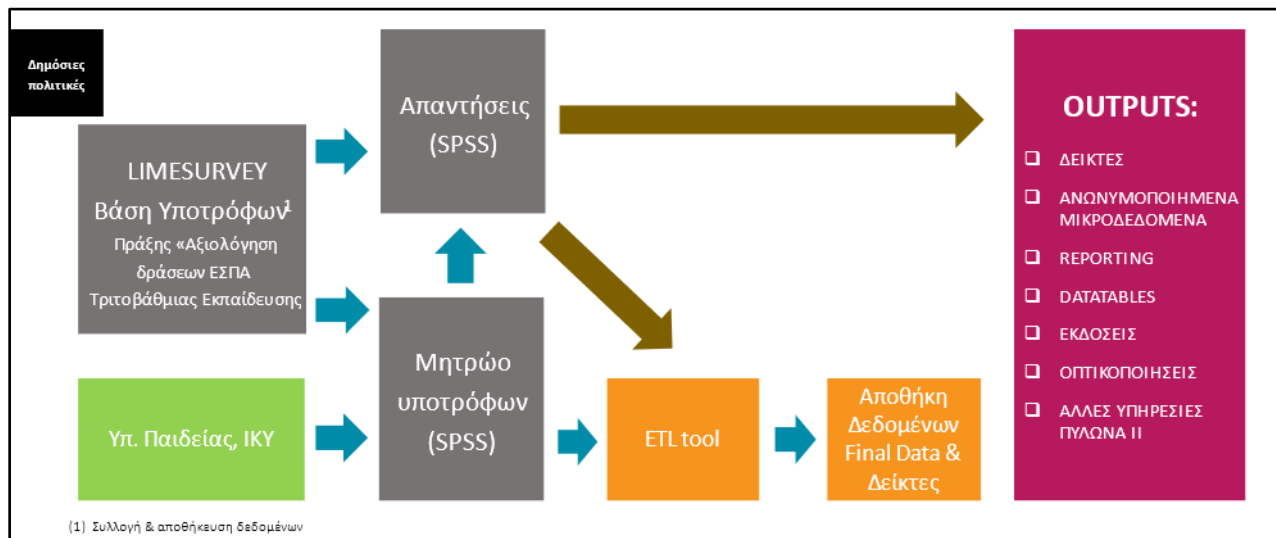 Δημόσιες
πολιτικές
LIMESURVEY
Βάση Υποτρόφων1
Πράξης «Αξιολόγηση
δράσεων ΕΣΠΑ
Τριτοβάθμιας Εκπαίδευσης
Υπ. Παιδείας, ΙΚΥ
Απαντήσεις
(SPSS)
Μητρώο
υποτρόφων
(SPSS)
ETL tool
Αποθήκη
Δεδομένων
Final Data &
Δείκτες
OUTPUTS:
❑ ΔΕΙΚΤΕΣ
❑ ΑΝΩΝΥΜΟΠΟΙΗΜΕΝΑ
ΜΙΚΡΟΔΕΔΟΜΕΝΑ
❑ REPORTING
❑ DATATABLES
❑ ΕΚΔΟΣΕΙΣ
❑ ΟΠΤΙΚΟΠΟΙΗΣΕΙΣ
❑ ΑΛΛΕΣ ΥΠΗΡΕΣΙΕΣ
ΠΥΛΩΝΑ ΙΙ
(1) Συλλογή & αποθήκευση δεδομένων